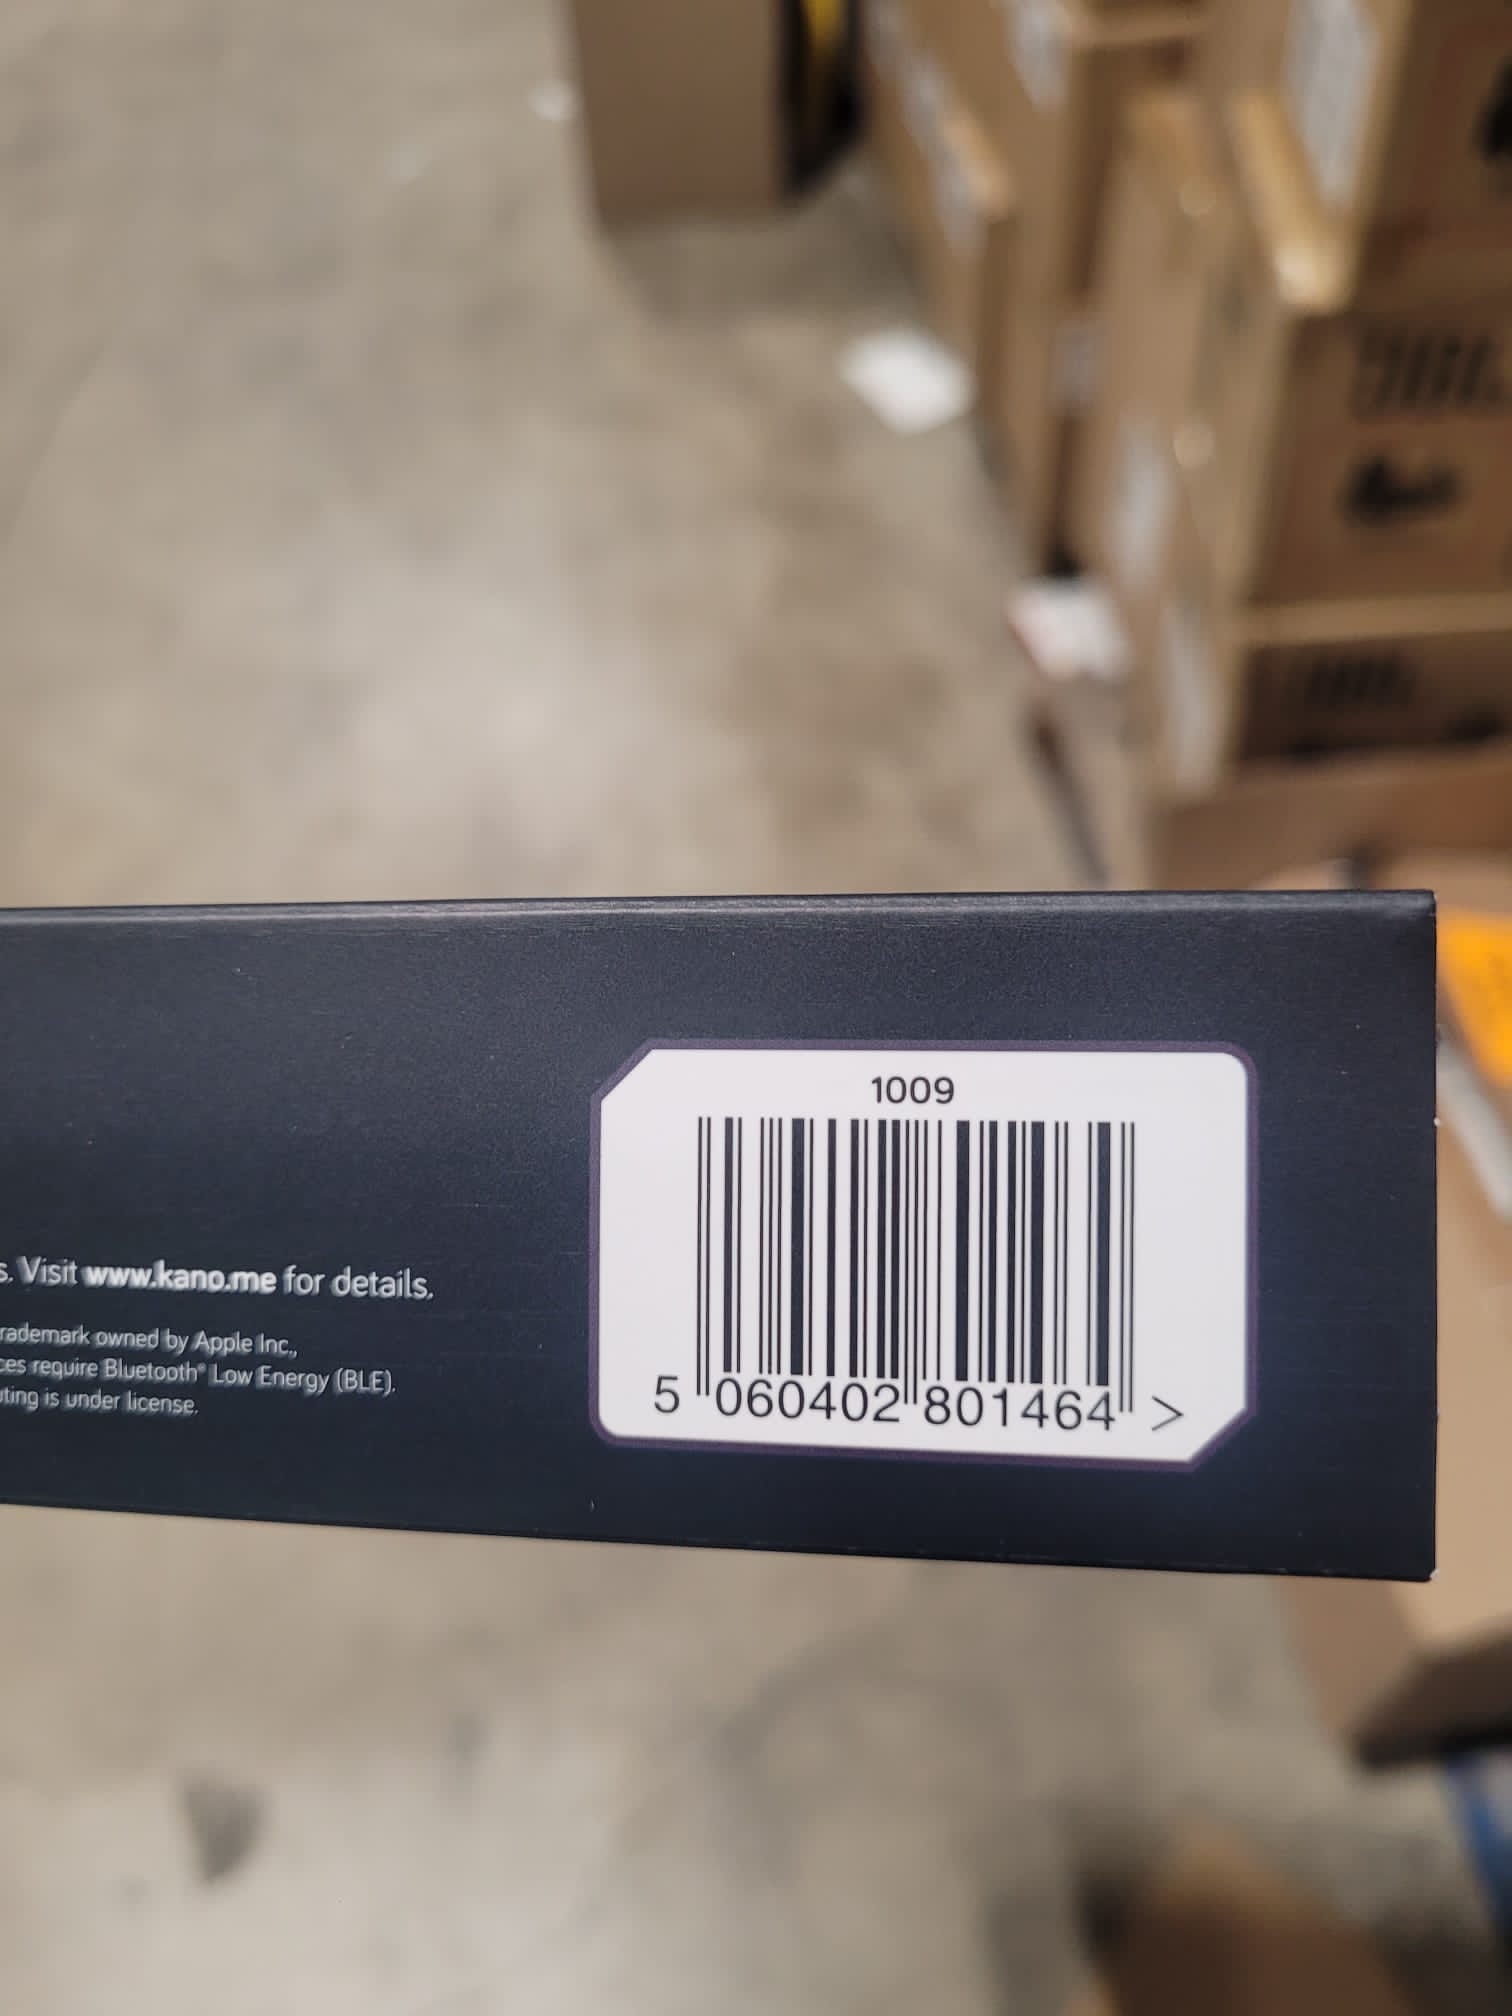 1009
s. Visit www.kano.me for details.
rademark owned by Apple Inc.,
ces require Bluetooth® Low Energy (BLE).
ting is under license.
5 060402 801464 >